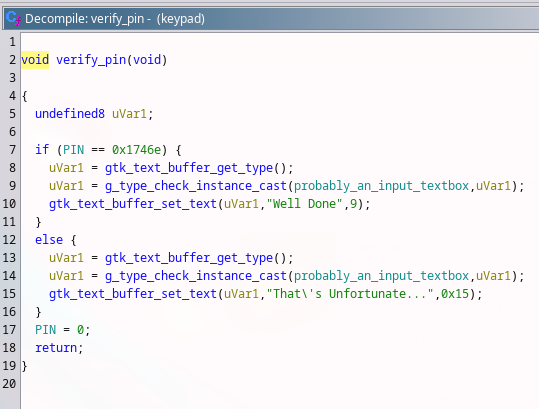 Decompile: verify_pin - (keypad)
1
2 void verify_pin(void)
3
4 {
5 undefined8 uVar1;
6
7 if (PIN == 0x1746e) {
8 uVar1 = gtk_text_buffer_get_type();
9 uVar1 = g_type_check_instance_cast(probably_an_input_textbox,uVar1);
10 gtk_text_buffer_set_text(uVar1,"Well Done",9);
11 }
12 else {
13 uVar1 = gtk_text_buffer_get_type();
14 uVar1 = g_type_check_instance_cast(probably_an_input_textbox,uVar1);
15 gtk_text_buffer_set_text(uVar1,"That\'s Unfortunate...",0x15);
16 }
17 PIN = 0;
18 return;
19 }
20